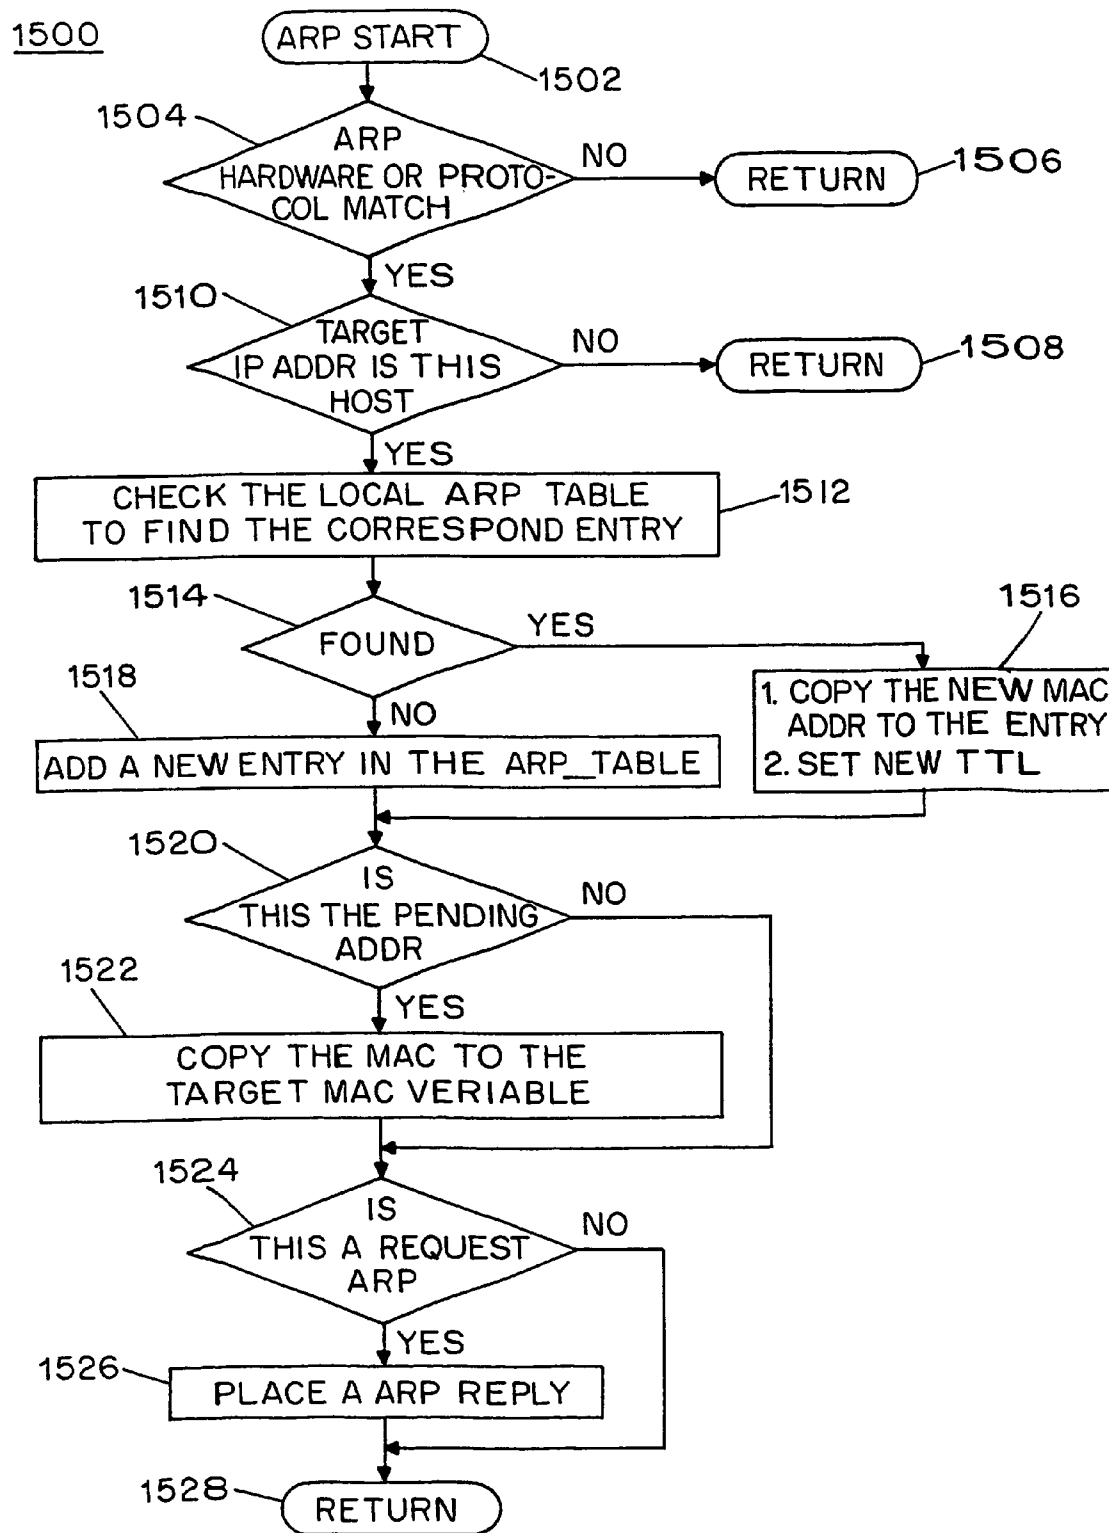 1500
ARP START
1502
1504
ARP
HARDWARE OR PROTO-
COL MATCH
NO
RETURN
1506
YES
1510
TARGET
IP ADDR IS THIS
HOST
NO
RETURN
1508
YES
CHECK THE LOCAL ARP TABLE
TO FIND THE CORRESPOND ENTRY
1512
1514
FOUND
YES
1516
1. COPY THE NEW MAC
ADDR TO THE ENTRY
2. SET NEW TTL
1518
NO
ADD A NEW ENTRY IN THE ARP_TABLE
1520
IS
THIS THE PENDING
ADDR
NO
1522
YES
COPY THE MAC TO THE
TARGET MAC VERIABLE
1524
IS
THIS A REQUEST
ARP
NO
YES
1526
PLACE A ARP REPLY
1528
RETURN